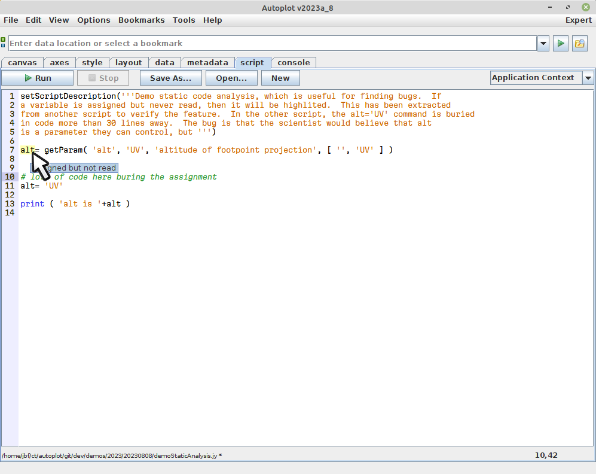 Autoplot v2023a_8
File Edit View Options Bookmarks Tools Help Expert
Enter data location or select a bookmark
canvas axes style layout data metadata script console
Run Stop Save As... Open... New Application Context
1 setScriptDescription('''Demo static code analysis, which is useful for finding bugs. If
2 a variable is assigned but never read, then it will be highlited. This has been extracted
3 from another script to verify the feature. In the other script, the alt='UV' command is buried
4 in code more than 30 lines away. The bug is that the scientist would believe that alt
5 is a parameter they can control, but ''')
6
7 alt= getParam( 'alt', 'UV', 'altitude of footpoint projection', [ '', 'UV' ] )
8
9 gned but not read
10 # lo of code here buring the assignment
11 alt= 'UV'
12
13 print ( 'alt is '+alt )
14
/home/jbf/ct/autoplot/git/dev/demos/2023/20230808/demoStaticAnalysis.jy * 10,42